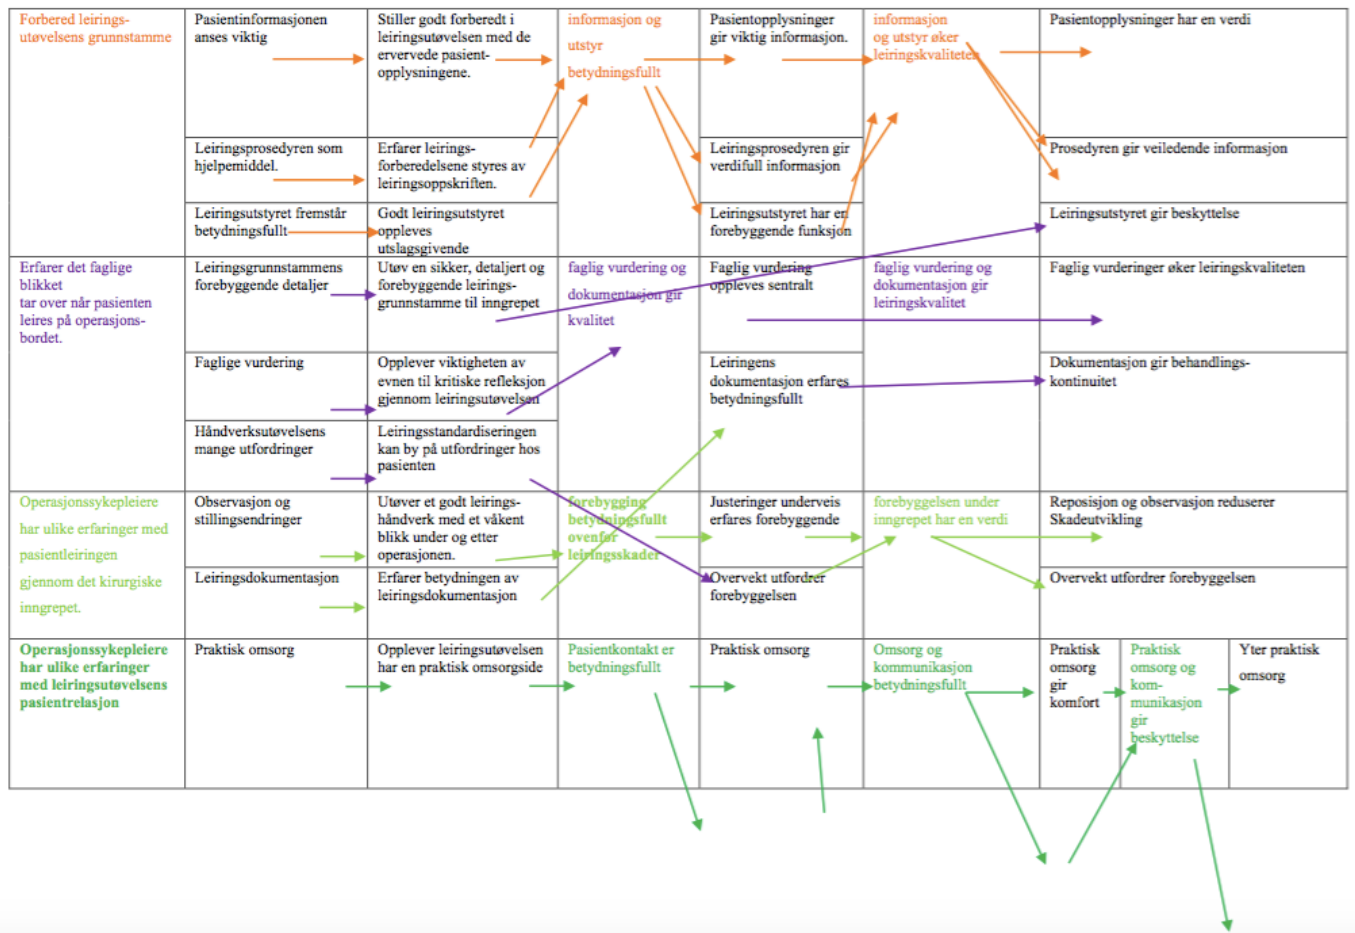 Forbered leirings-
utøvelsens grunnstamme
Pasientinformasjonen
anses viktig
Stiller godt forberedt i
leiringsutøvelsen med de
ervervede pasient-
opplysningene.
informasjon og
utstyr
betydningsfullt
Pasientopplysninger
gir viktig informasjon.
informasjon
og utstyr øker
leiringskvaliteten
Pasientopplysninger har en verdi
Leiringsprosedyren som
hjelpemiddel.
Erfarer leirings-
forberedelsene styres av
leiringsoppskriften.
Leiringsprosedyren gir
verdifull informasjon
Prosedyren gir veiledende informasjon
Leiringsutstyret fremstår
betydningsfullt
Godt leiringsutstyret
oppleves
utslagsgivende
Leiringsutstyret har en
forebyggende funksjon
Leiringsutstyret gir beskyttelse
Erfarer det faglige
blikket
tar over når pasienten
leires på operasjons-
bordet.
Leiringsgrunnstammens
forebyggende detaljer
Utøv en sikker, detaljert og
forebyggende leirings-
grunnstamme til inngrepet
faglig vurdering og
dokumentasjon gir
kvalitet
Faglig vurdering
oppleves sentralt
faglig vurdering og
dokumentasjon gir
leiringskvalitet
Faglig vurderinger øker leiringskvaliteten
Faglige vurdering
Opplever viktigheten av
evnen til kritiske refleksjon
gjennom leiringsutøvelsen
Leiringens
dokumentasjon erfares
betydningsfullt
Dokumentasjon gir behandlings-
kontinuitet
Håndverksutøvelsens
mange utfordringer
Leiringsstandardiseringen
kan by på utfordringer hos
pasienten
Operasjonssykepleiere
har ulike erfaringer med
pasientleiringen
gjennom det kirurgiske
inngrepet.
Observasjon og
stillingsendringer
Utøver et godt leirings-
håndverk med et våkent
blikk under og etter
operasjonen.
forebygging
betydningsfullt
ovenfor
leiringsskader
Justeringer underveis
erfares forebyggende
forebyggelsen under
inngrepet har en verdi
Reposisjon og observasjon reduserer
Skadeutvikling
Leiringsdokumentasjon
Erfarer betydningen av
leiringsdokumentasjon
Overvekt utfordrer
forebyggelsen
Overvekt utfordrer forebyggelsen
Operasjonssykepleiere
har ulike erfaringer
med leiringsutøvelsens
pasientrelasjon
Praktisk omsorg
Opplever leiringsutøvelsen
har en praktisk omsorgside
Pasientkontakt er
betydningsfullt
Praktisk omsorg
Omsorg og
kommunikasjon
betydningsfullt
Praktisk
omsorg
gir
komfort
Praktisk
omsorg og
kom-
munikasjon
gir
beskyttelse
Yter praktisk
omsorg